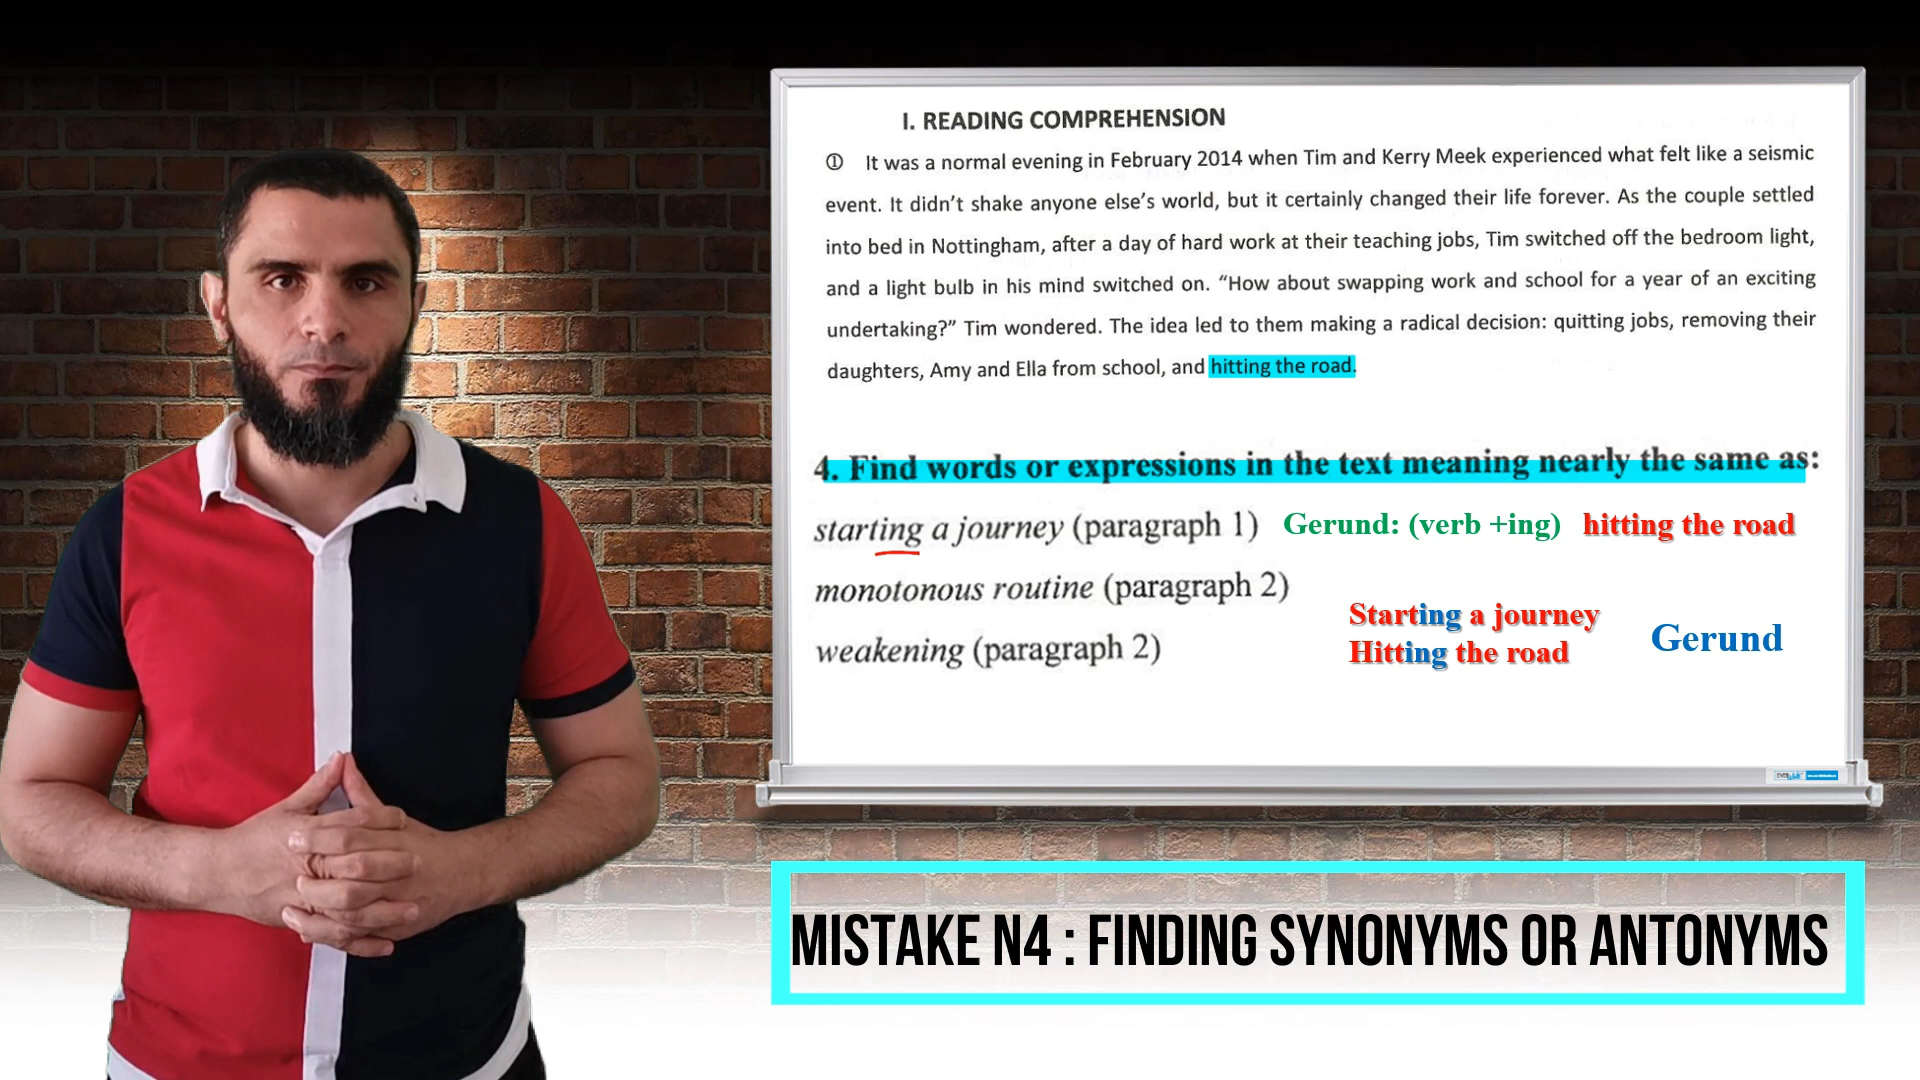 I. READING COMPREHENSION
① It was a normal evening in February 2014 when Tim and Kerry Meek experienced what felt like a seismic
event. It didn’t shake anyone else’s world, but it certainly changed their life forever. As the couple settled
into bed in Nottingham, after a day of hard work at their teaching jobs, Tim switched off the bedroom light,
and a light bulb in his mind switched on. “How about swapping work and school for a year of an exciting
undertaking?” Tim wondered. The idea led to them making a radical decision: quitting jobs, removing their
daughters, Amy and Ella from school, and hitting the road.
4. Find words or expressions in the text meaning nearly the same as:
starting a journey (paragraph 1) Gerund: (verb +ing) hitting the road
monotonous routine (paragraph 2)
Starting a journey
Hitting the road
Gerund
weakening (paragraph 2)
MISTAKE N4 : FINDING SYNONYMS OR ANTONYMS